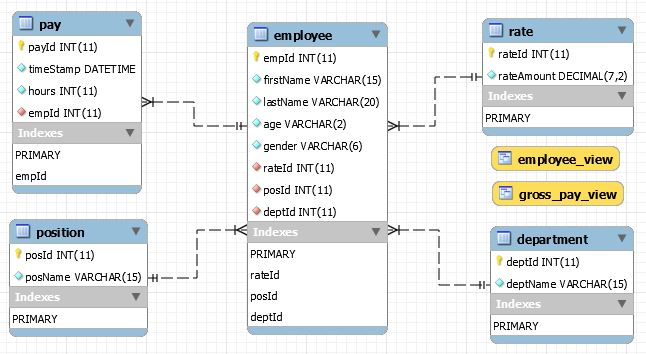 pay
payId INT(11)
timeStamp DATETIME
hours INT(11)
empId INT(11)
Indexes
PRIMARY
empId
employee
empId INT(11)
firstName VARCHAR(15)
lastName VARCHAR(20)
age VARCHAR(2)
gender VARCHAR(6)
rateId INT(11)
posId INT(11)
deptId INT(11)
Indexes
PRIMARY
rateId
posId
deptId
rate
rateId INT(11)
rateAmount DECIMAL(7,2)
Indexes
PRIMARY
employee_view
gross_pay_view
position
posId INT(11)
posName VARCHAR(15)
Indexes
PRIMARY
department
deptId INT(11)
deptName VARCHAR(15)
Indexes
PRIMARY